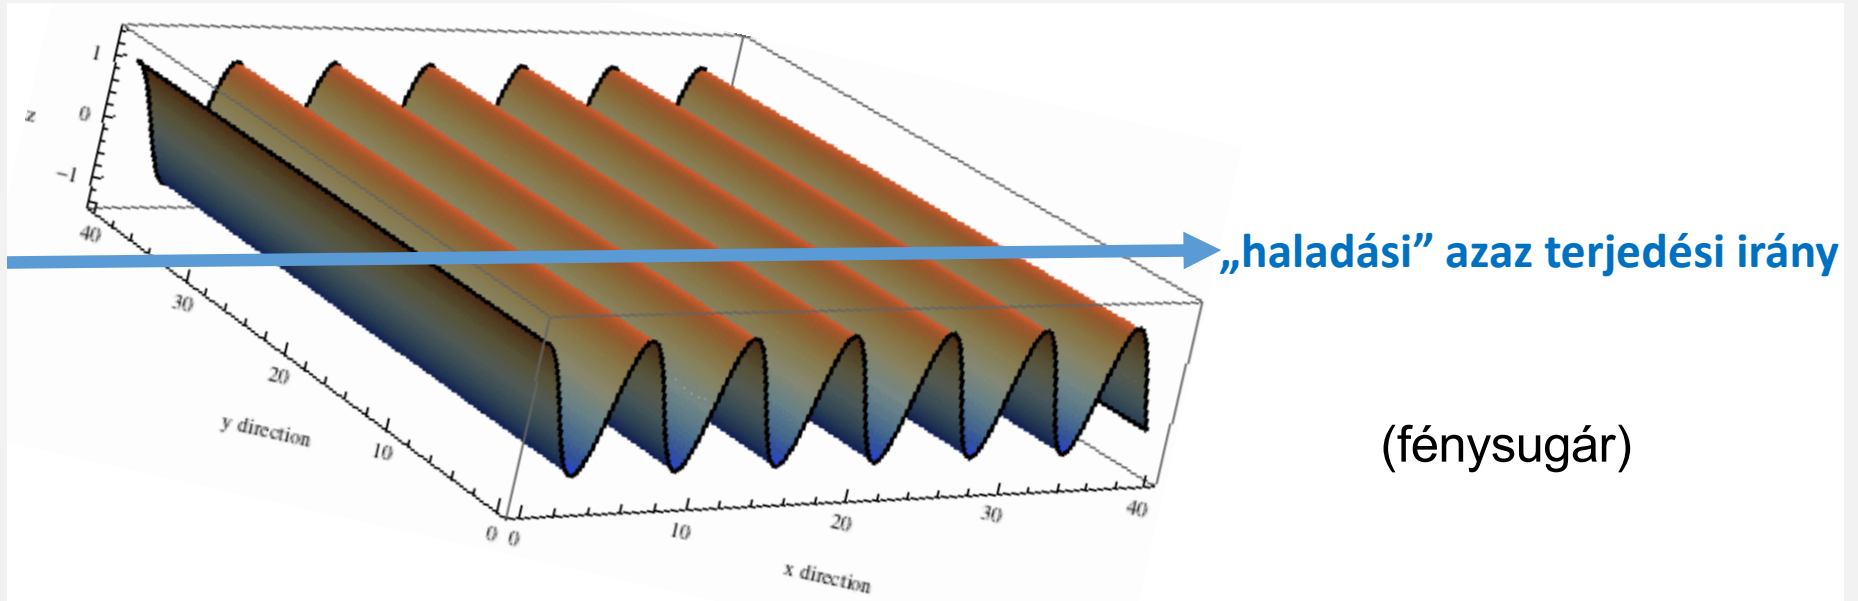 1
0
-1
z
40
30
20
10
0
y direction
0
10
20
30
40
x direction
„haladási” azaz terjedési irány
(fénysugár)